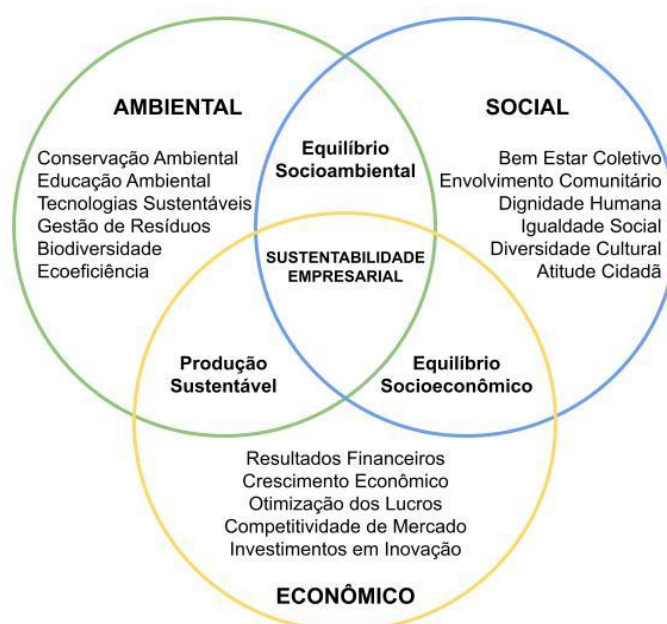 AMBIENTAL
Conservação Ambiental
Educação Ambiental
Tecnologias Sustentáveis
Gestão de Resíduos
Biodiversidade
Ecoeficiência
Equilíbrio
Socioambiental
SOCIAL
Bem Estar Coletivo
Envolvimento Comunitário
Dignidade Humana
Igualdade Social
Diversidade Cultural
Atitude Cidadã
SUSTENTABILIDADE
EMPRESARIAL
Produção
Sustentável
Equilíbrio
Socioeconômico
Resultados Financeiros
Crescimento Econômico
Otimização dos Lucros
Competitividade de Mercado
Investimentos em Inovação
ECONÔMICO